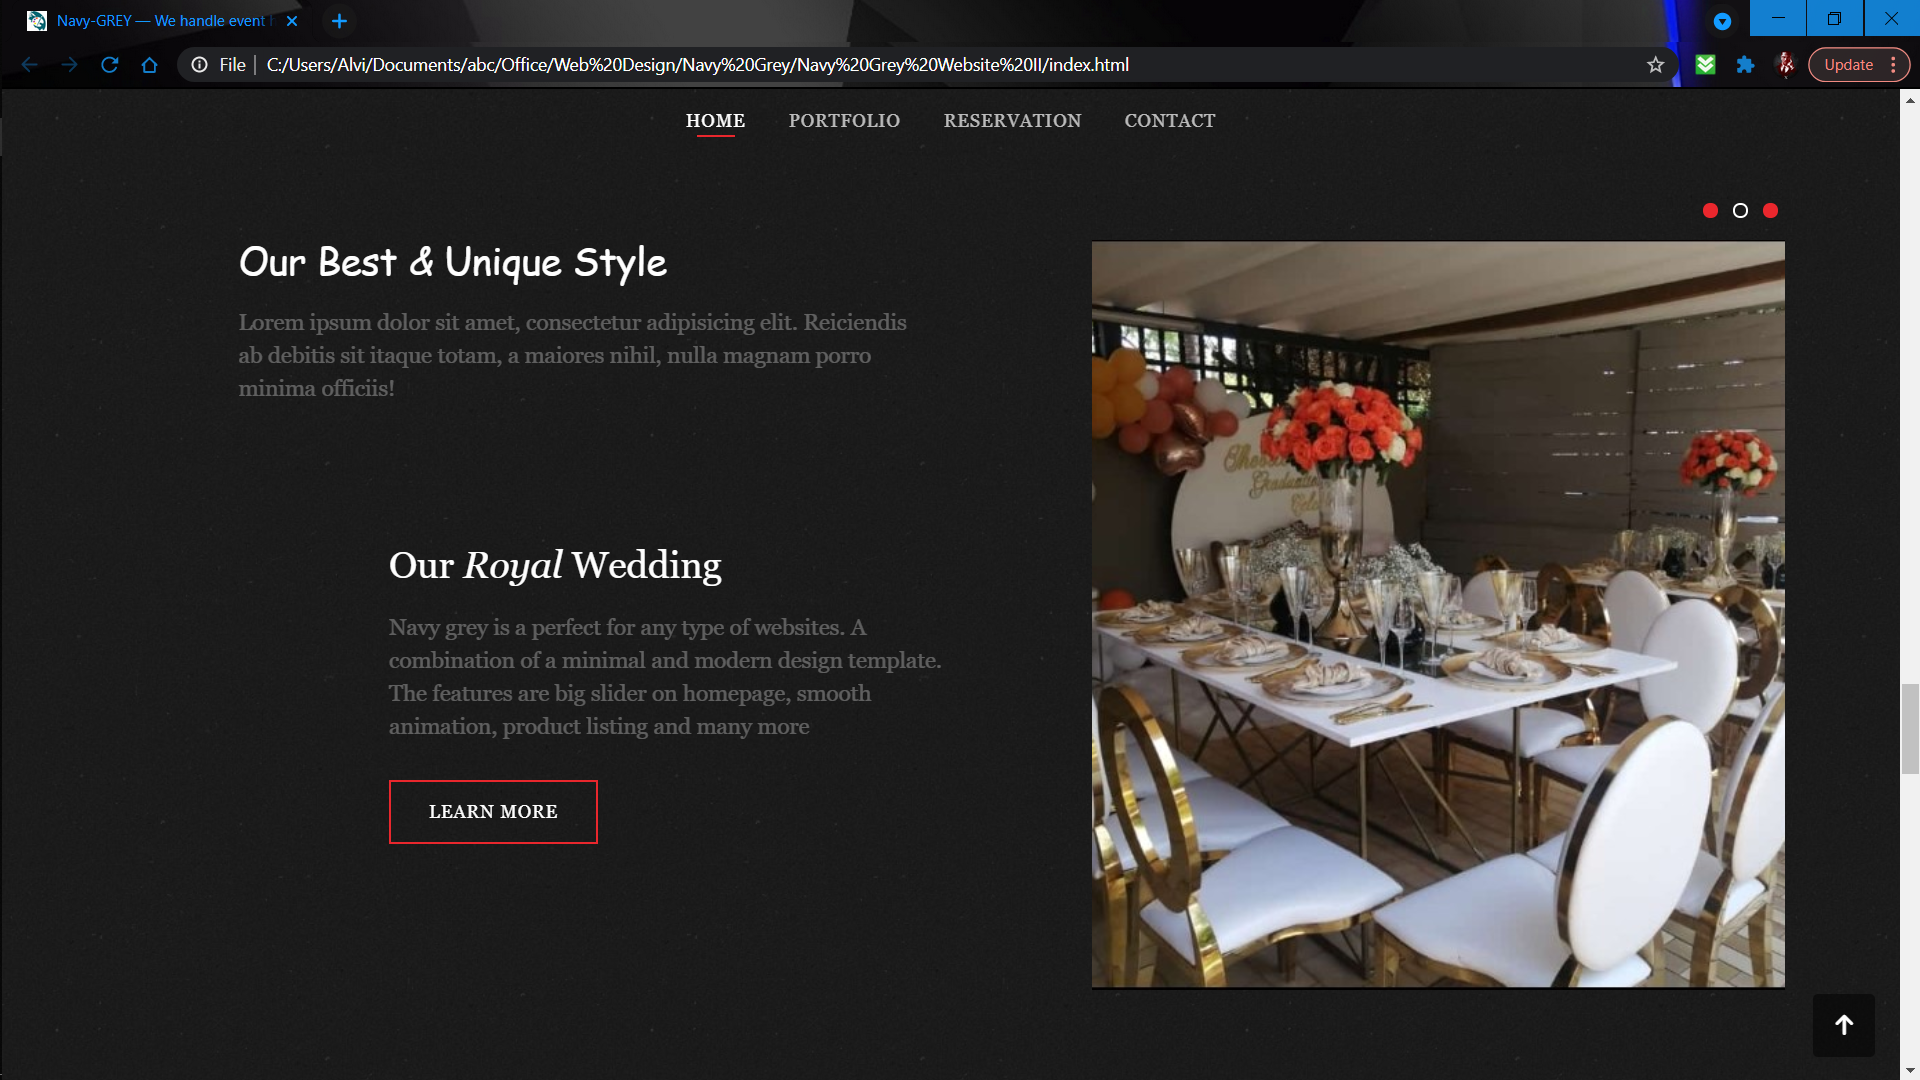 Navy-GREY — We handle event
File
C:/Users/Alvi/Documents/abc/Office/Web%20Design/Navy%20Grey/Navy%20Grey%20Website%20II/index.html
Update
HOME PORTFOLIO RESERVATION CONTACT
Our Best & Unique Style
Lorem ipsum dolor sit amet, consectetur adipisicing elit. Reiciendis
ab debitis sit itaque totam, a maiores nihil, nulla magnam porro
minima officiis!
Our Royal Wedding
Navy grey is a perfect for any type of websites. A
combination of a minimal and modern design template.
The features are big slider on homepage, smooth
animation, product listing and many more
LEARN MORE